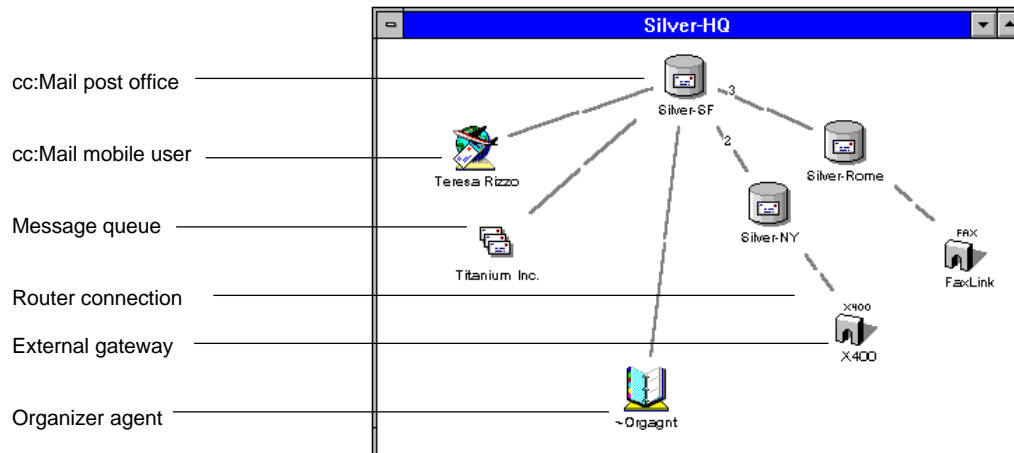 Silver-HQ
cc:Mail post office
Silver-SF
3
2
cc:Mail mobile user
Teresa Rizzo
Silver-Rome
Message queue
Titanium Inc.
Silver-NY
FAX
FaxLink
Router connection
X400
External gateway
X400
Organizer agent
~Orgagnt